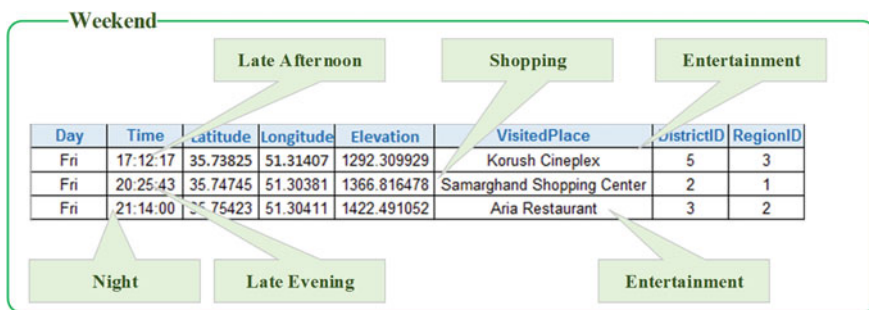 Weekend
Late Afternoon Shopping Entertainment
Day Time Latitude Longitude Elevation VisitedPlace DistrictID RegionID
Fri 17:12:17 35.73825 51.31407 1292.309929 Korush Cineplex 5 3
Fri 20:25:43 35.74745 51.30381 1366.816478 Samarghand Shopping Center 2 1
Fri 21:14:00 35.75423 51.30411 1422.491052 Aria Restaurant 3 2
Night Late Evening Entertainment